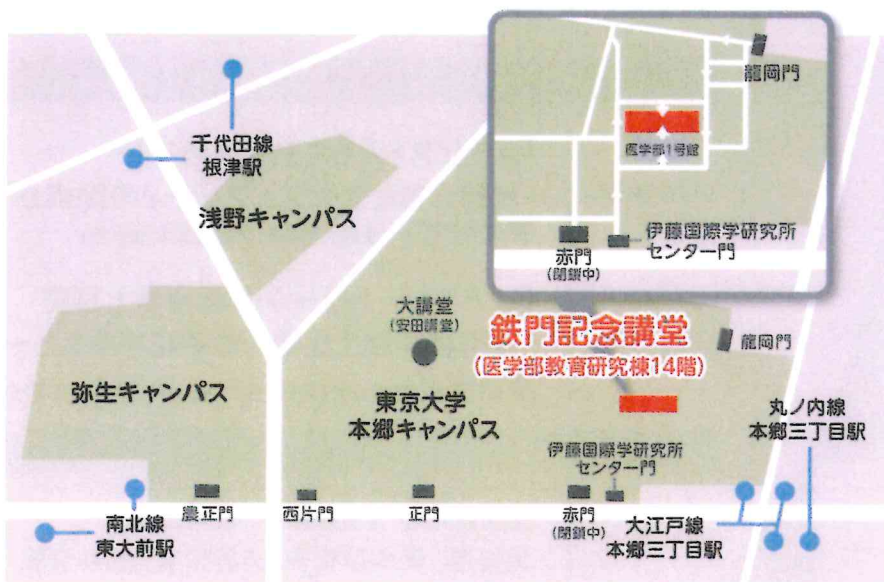 龍岡門
医学部1号館
伊藤国際学研究所
センター門
赤門
(閉鎖中)
千代田線
根津駅
浅野キャンパス
大講堂
(安田講堂)
鉄門記念講堂
(医学部教育研究棟14階)
龍岡門
弥生キャンパス
東京大学
本郷キャンパス
丸ノ内線
本郷三丁目駅
伊藤国際学研究所
センター門
農正門
西片門
正門
赤門
(閉鎖中)
南北線
東大前駅
大江戸線
本郷三丁目駅